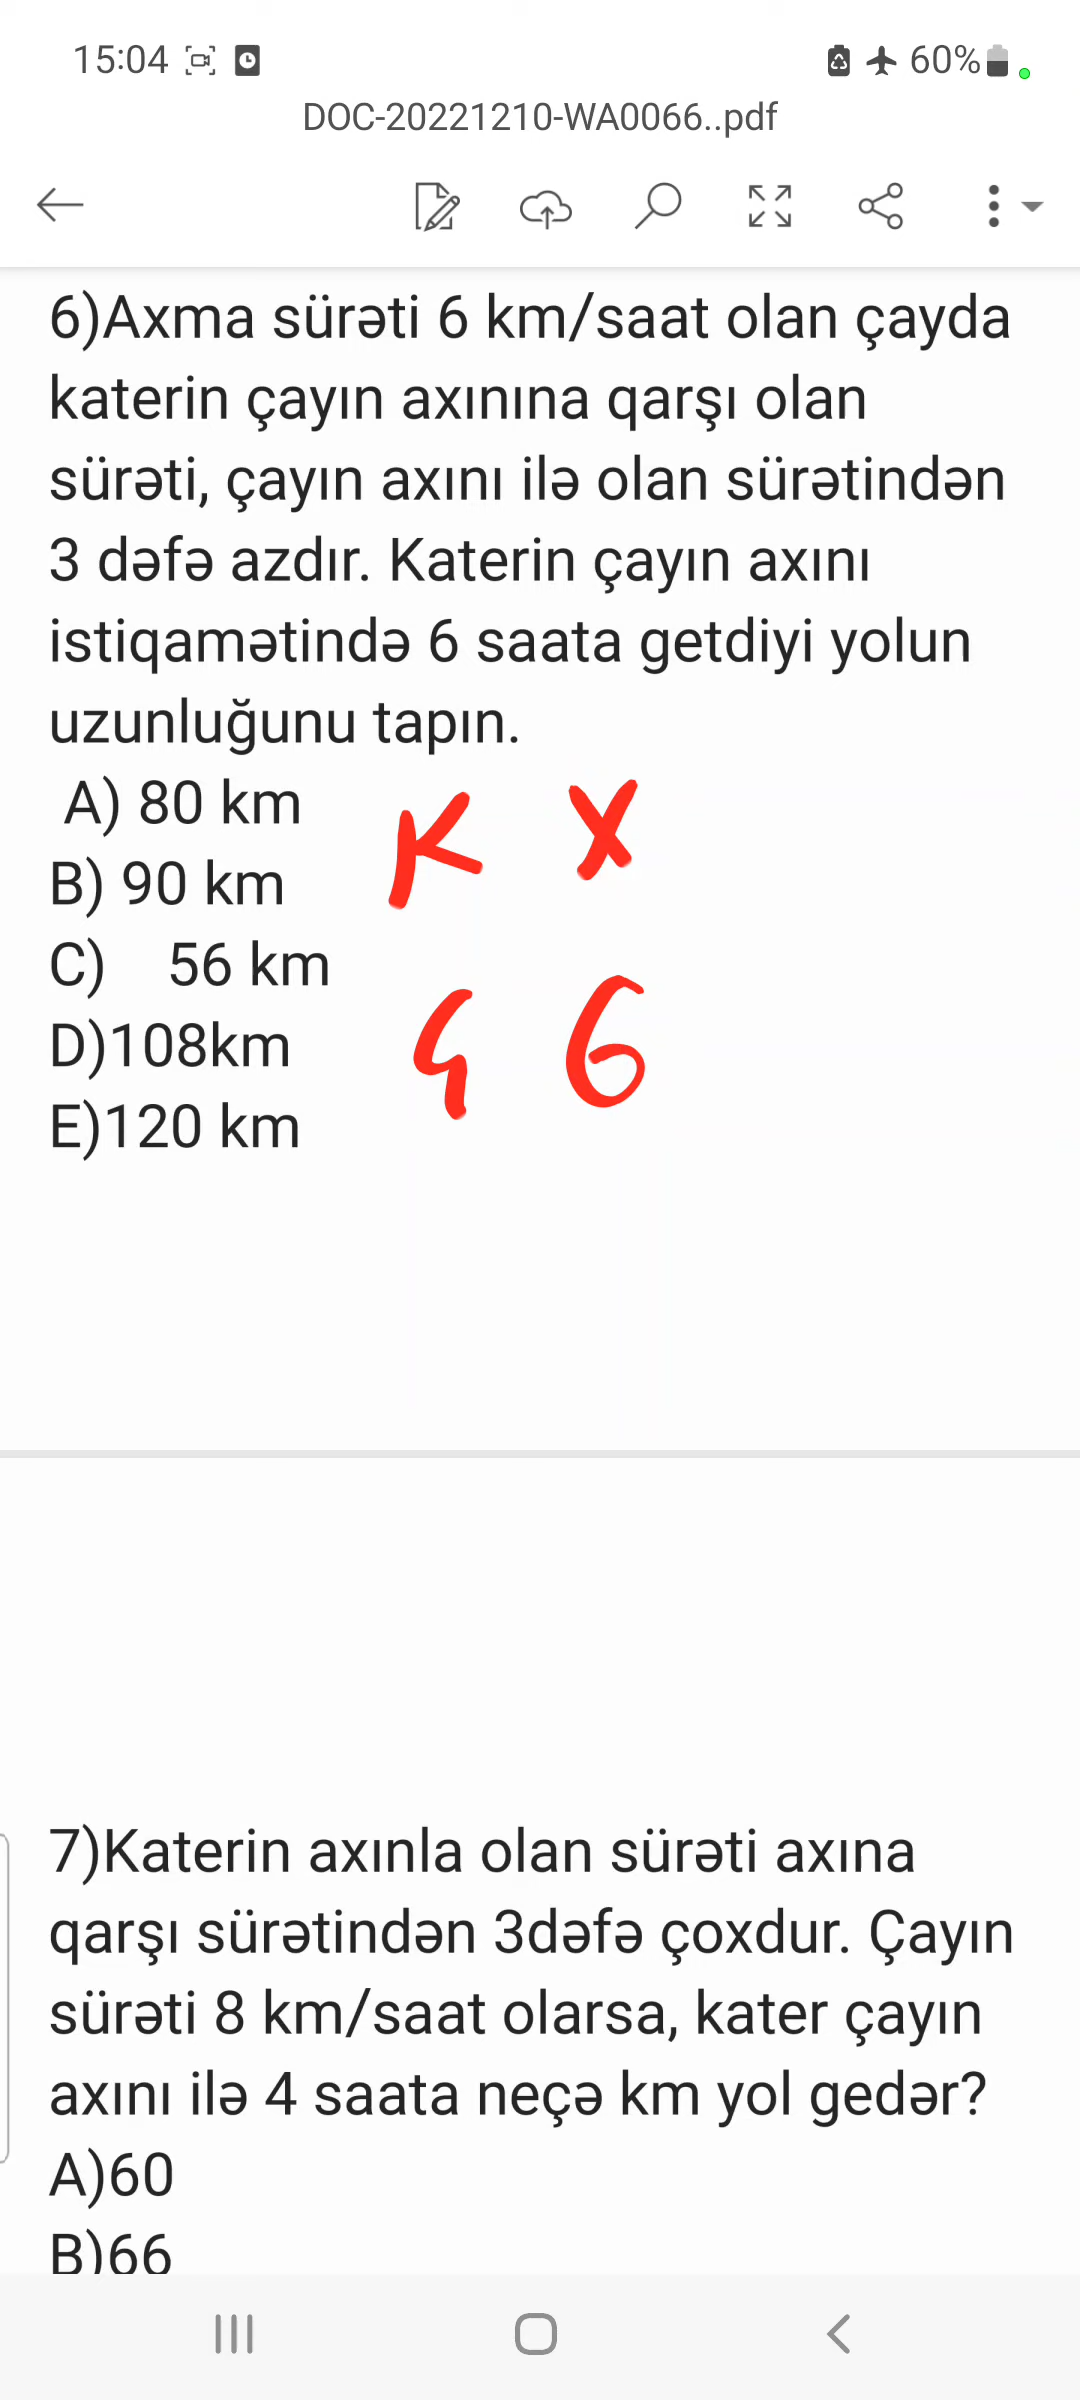 15:04
60%
DOC-20221210-WA0066..pdf
6)Axma sürəti 6 km/saat olan çayda
katerin çayın axınına qarşı olan
sürəti, çayın axını ilə olan sürətindən
3 dəfə azdır. Katerin çayın axını
istiqamətində 6 saata getdiyi yolun
uzunluğunu tapın.
A) 80 km
B) 90 km
K X
C) 56 km
D)108km
Ç 6
E)120 km
7)Katerin axınla olan sürəti axına
qarşı sürətindən 3dəfə çoxdur. Çayın
sürəti 8 km/saat olarsa, kater çayın
axını ilə 4 saata neçə km yol gedər?
A)60
B)66